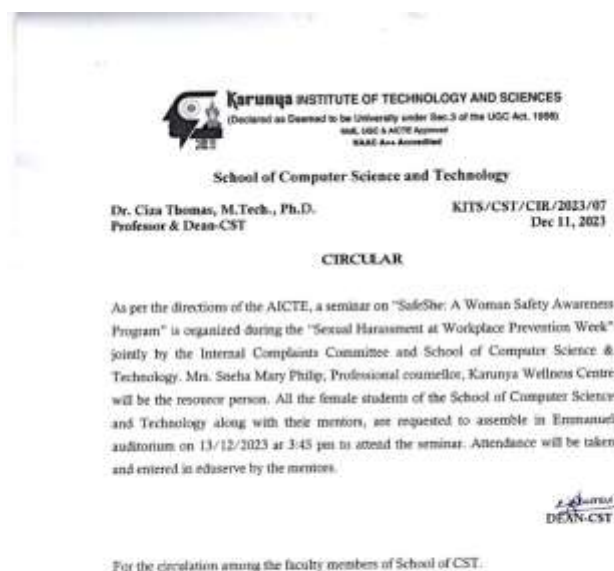 Karunya INSTITUTE OF TECHNOLOGY AND SCIENCES
(Declared as Deemed to be University under Sec.3 of the UGC Act, 1956)
MoE, UGC & AICTE Approved
NAAC A++ Accredited
School of Computer Science and Technology
Dr. Ciza Thomas, M.Tech., Ph.D. KITS/CST/CIR/2023/07
Professor & Dean-CST Dec 11, 2023
CIRCULAR
As per the directions of the AICTE, a seminar on "SafeShe: A Woman Safety Awareness
Program" is organized during the "Sexual Harassment at Workplace Prevention Week"
jointly by the Internal Complaints Committee and School of Computer Science &
Technology. Mrs. Sneha Mary Philip, Professional counsellor, Karunya Wellness Centre
will be the resource person. All the female students of the School of Computer Science
and Technology along with their mentors, are requested to assemble in Emmanuel
auditorium on 13/12/2023 at 3:45 pm to attend the seminar. Attendance will be taken
and entered in eduserve by the mentors.
DEAN-CST
For the circulation among the faculty members of School of CST.